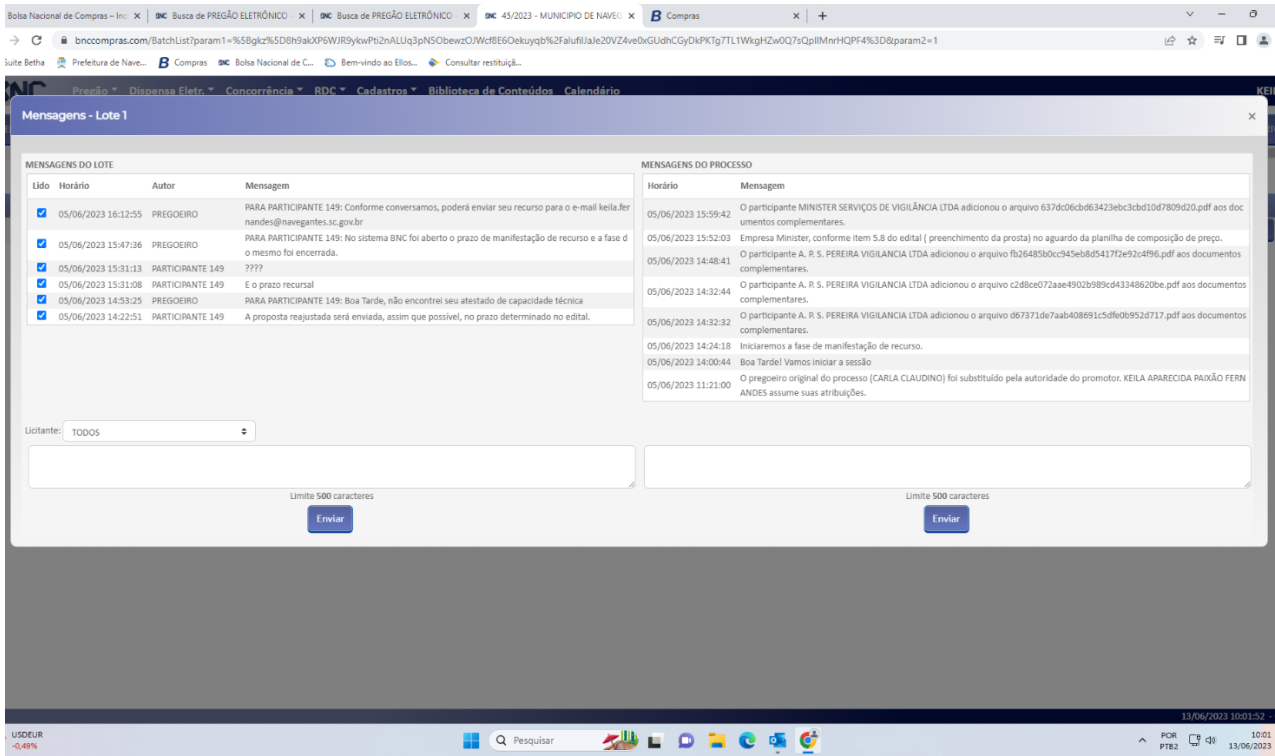 Bolsa Nacional de Compras – In
BNC Busca de PREGÃO ELETRÔNICO
BNC Busca de PREGÃO ELETRÔNICO
BNC 45/2023 - MUNICIPIO DE NAVEG
B Compras
Prefeitura de Nave... B Compras BNC Bolsa Nacional de C... Bem-vindo ao Ellos... Consultar restituiçã...
Pregão Dispensa Eletr. Concorrência RDC Cadastros Biblioteca de Conteúdos Calendário KEI
Mensagens - Lote 1
MENSAGENS DO LOTE
Lido Horário Autor Mensagem
05/06/2023 16:12:55 PREGOEIRO PARA PARTICIPANTE 149: Conforme conversamos, poderá enviar seu recurso para o e-mail keila.fer
nandes@navegantes.sc.gov.br
05/06/2023 15:47:36 PREGOEIRO PARA PARTICIPANTE 149: No sistema BNC foi aberto o prazo de manifestação de recurso e a fase d
o mesmo foi encerrada.
05/06/2023 15:31:13 PARTICIPANTE 149 ????
05/06/2023 15:31:08 PARTICIPANTE 149 E o prazo recursal
05/06/2023 14:53:25 PREGOEIRO PARA PARTICIPANTE 149: Boa Tarde, não encontrei seu atestado de capacidade técnica
05/06/2023 14:22:51 PARTICIPANTE 149 A proposta reajustada será enviada, assim que possível, no prazo determinado no edital.
MENSAGENS DO PROCESSO
Horário Mensagem
05/06/2023 15:59:42 O participante MINISTER SERVIÇOS DE VIGILÂNCIA LTDA adicionou o arquivo 637dc06cbd63423ebc3cbd10d7809d20.pdf aos doc
umentos complementares.
05/06/2023 15:52:03 Empresa Minister, conforme item 5.8 do edital ( preenchimento da prosta) no aguardo da planilha de composição de preço.
05/06/2023 14:48:41 O participante A. P. S. PEREIRA VIGILANCIA LTDA adicionou o arquivo fb26485b0cc945eb8d5417f2e92c4f96.pdf aos documentos
complementares.
05/06/2023 14:32:44 O participante A. P. S. PEREIRA VIGILANCIA LTDA adicionou o arquivo c2d8ce072aae4902b989cd43348620be.pdf aos documentos
complementares.
05/06/2023 14:32:32 O participante A. P. S. PEREIRA VIGILANCIA LTDA adicionou o arquivo d67371de7aab408691c5dfe0b952d717.pdf aos documentos
complementares.
05/06/2023 14:24:18 Iniciaremos a fase de manifestação de recurso.
05/06/2023 14:00:44 Boa Tarde! Vamos iniciar a sessão
05/06/2023 11:21:00 O pregoeiro original do processo (CARLA CLAUDINO) foi substituído pela autoridade do promotor. KEILA APARECIDA PAIXÃO FERN
ANDES assume suas atribuições.
Licitante: TODOS
Limite 500 caracteres
Enviar
Limite 500 caracteres
Enviar
13/06/2023 10:01:52 -
USDEUR
-0,49%
Pesquisar
POR
PTB2
10:01
13/06/2023